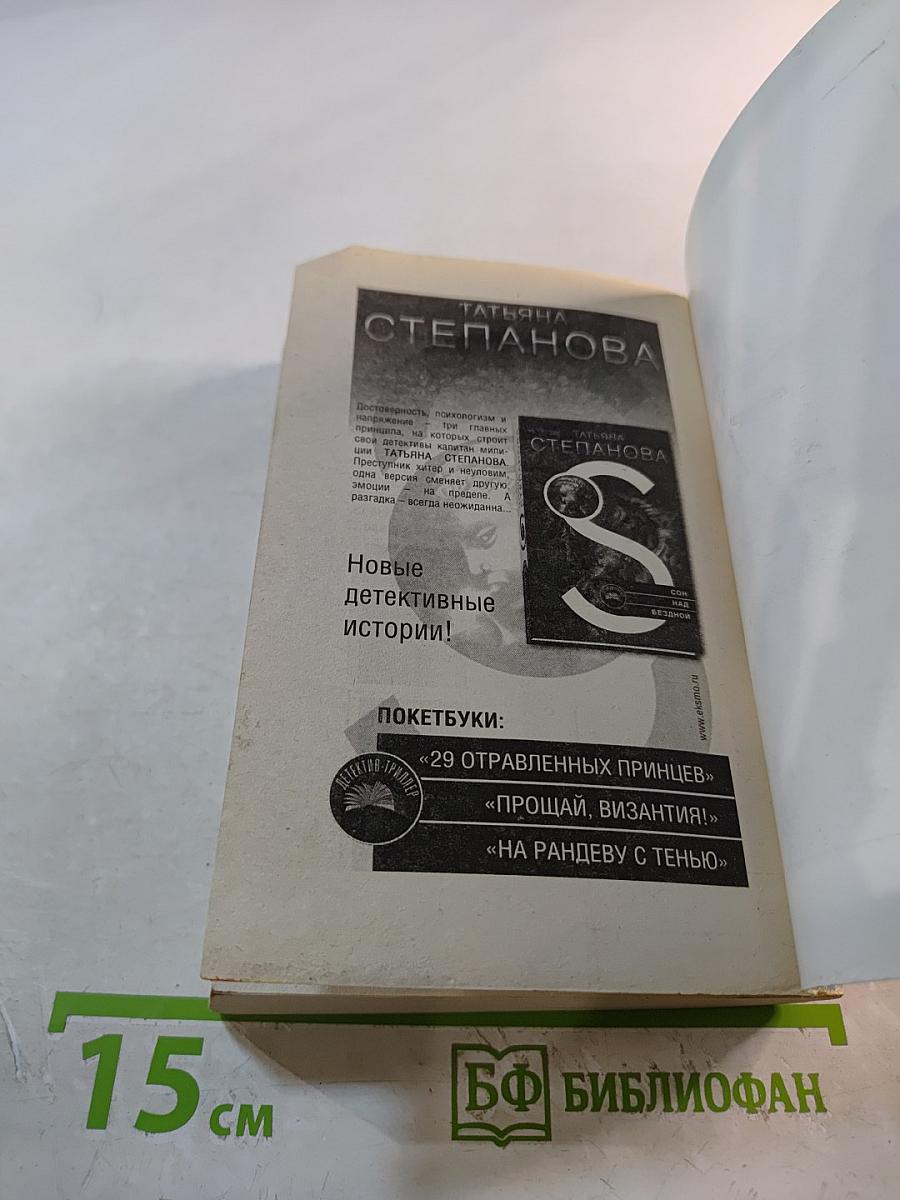 ТАТЬЯНА
СТЕПАНОВА
Достоверность, психологизм и
напряжение – три главных
принципа, на которых строит
свои детективы капитан мили-
ции ТАТЬЯНА СТЕПАНОВА.
Преступник хитер и неуловим,
одна версия сменяет другую,
эмоции – на пределе. А
разгадка – всегда неожиданна...
ТАТЬЯНА
СТЕПАНОВА
S
СОН
НАД
БЕЗДНОЙ
Новые
детективные
истории!
www.eksmo.ru
ПОКЕТБУКИ:
ДЕТЕКТИВ-ТРИЛЛЕР
«29 ОТРАВЛЕННЫХ ПРИНЦЕВ»
«ПРОЩАЙ, ВИЗАНТИЯ!»
«НА РАНДЕВУ С ТЕНЬЮ»
15 см
БФ БИБЛИОФАН